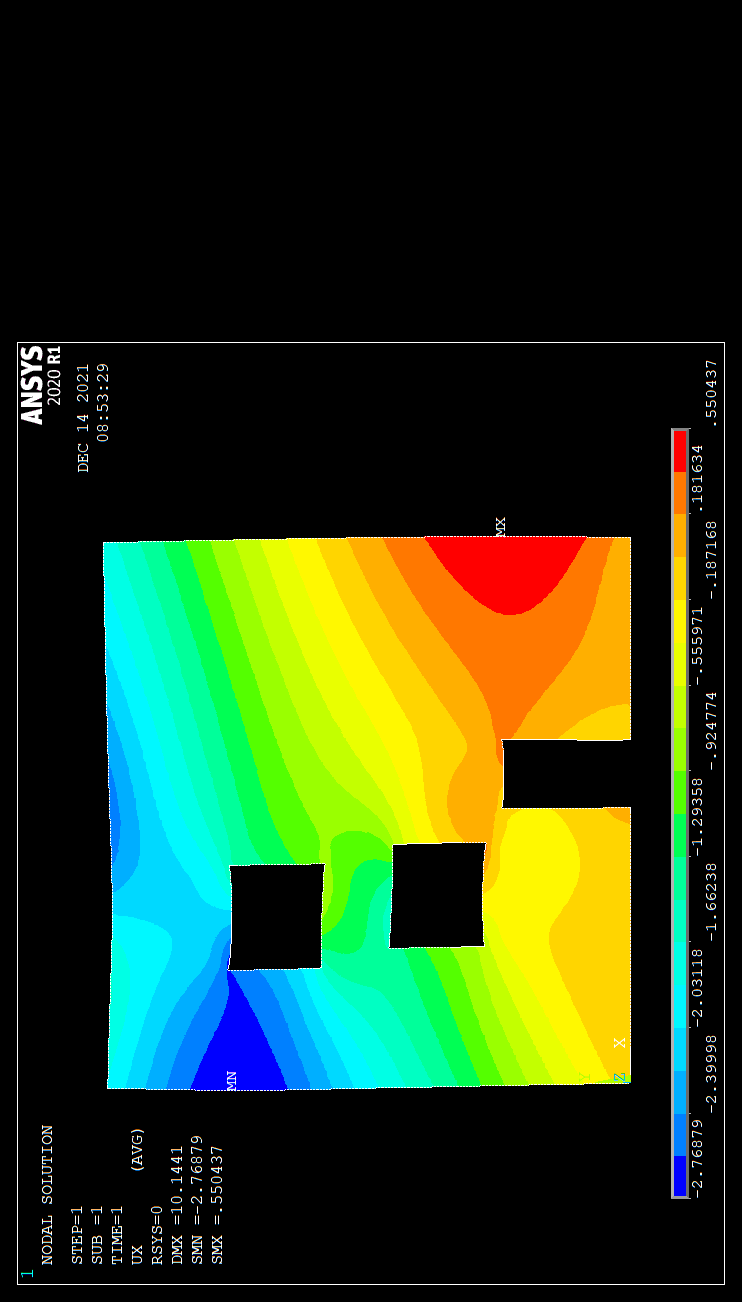 1
NODAL SOLUTION
STEP=1
SUB =1
TIME=1
UX (AVG)
RSYS=0
DMX =10.1441
SMN =-2.76879
SMX =.550437
ANSYS
2020 R1
DEC 14 2021
08:53:29
MN
MX
Y
Z X
-2.76879
-2.39998
-2.03118
-1.66238
-1.29358
-.924774
-.555971
-.187168
.181634
.550437